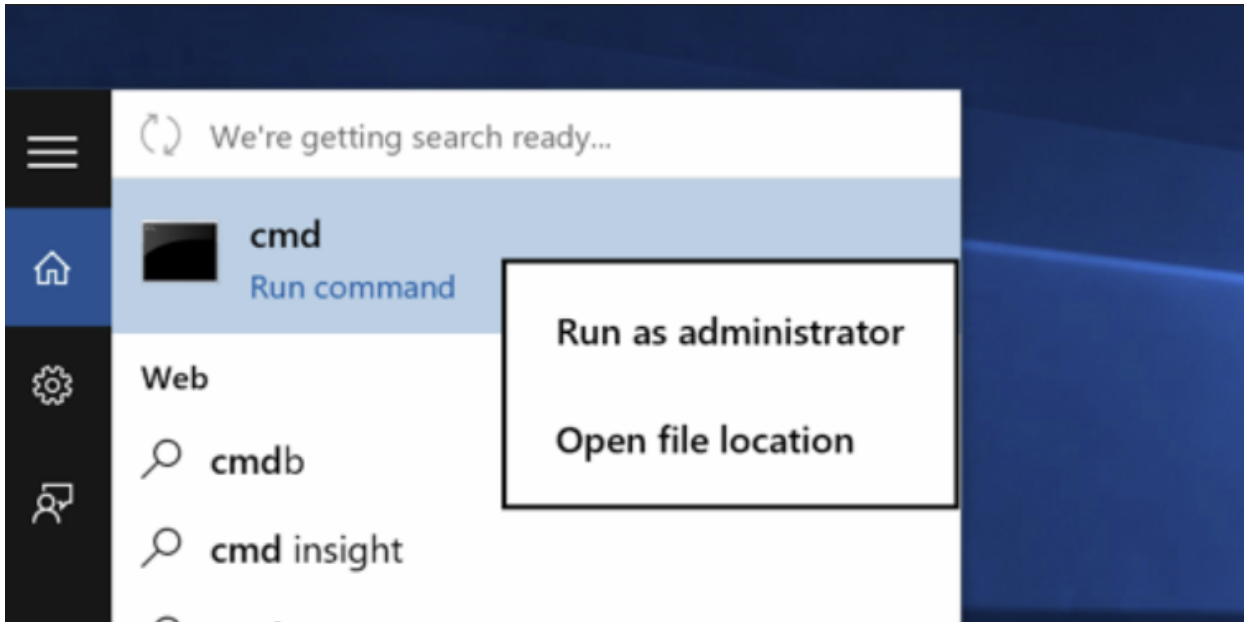 We're getting search ready...
cmd
Run command
Run as administrator
Web
Open file location
cmdb
cmd insight